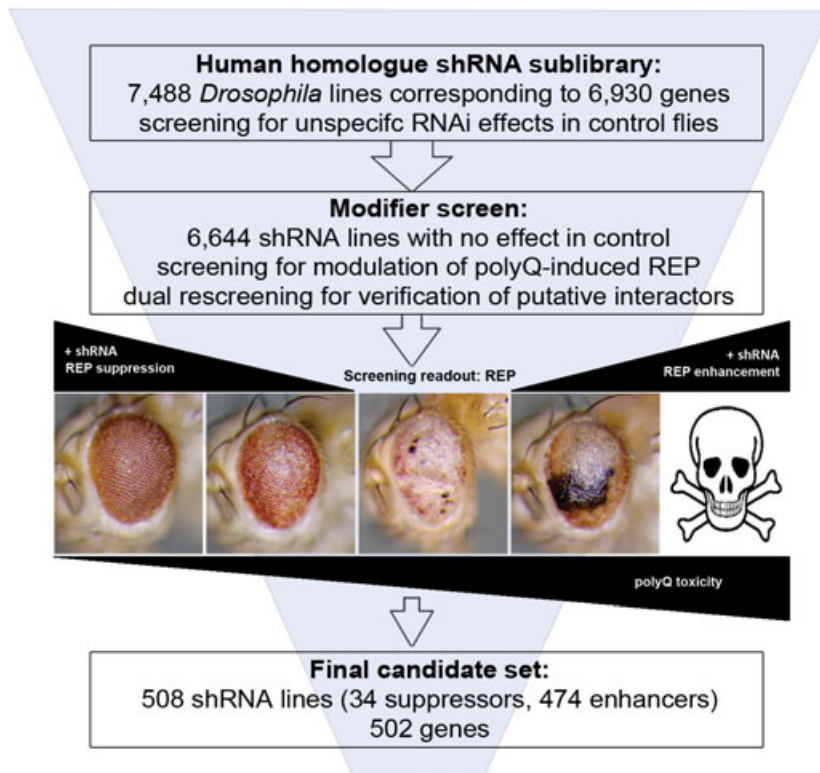 Human homologue shRNA sublibrary:
7,488 Drosophila lines corresponding to 6,930 genes
screening for unspecifc RNAi effects in control flies
Modifier screen:
6,644 shRNA lines with no effect in control
screening for modulation of polyQ-induced REP
dual rescreening for verification of putative interactors
+ shRNA
REP suppression
Screening readout: REP
+ shRNA
REP enhancement
polyQ toxicity
Final candidate set:
508 shRNA lines (34 suppressors, 474 enhancers)
502 genes